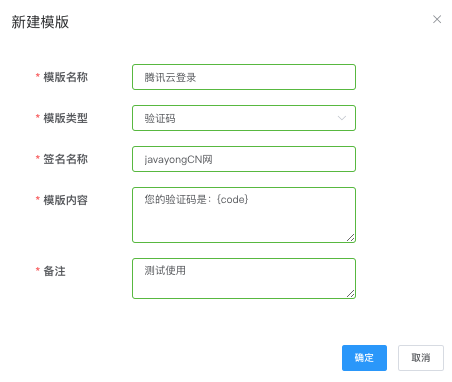 新建模版
* 模版名称 腾讯云登录
* 模版类型 验证码
* 签名名称 javayongCN网
* 模版内容 您的验证码是：{code}
* 备注 测试使用
确定 取消